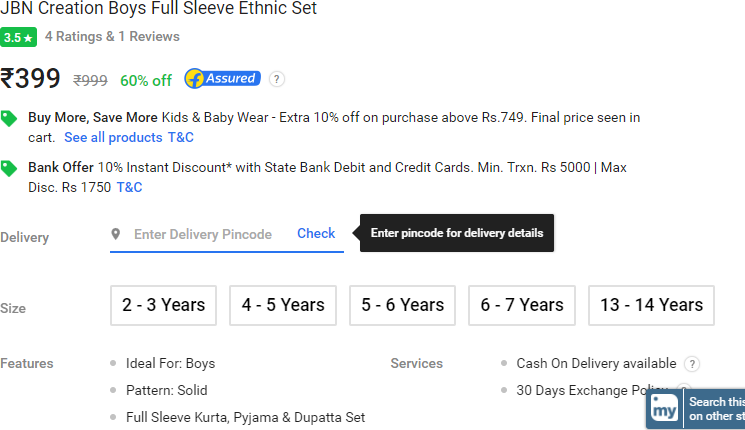 JBN Creation Boys Full Sleeve Ethnic Set
3.5 ★ 4 Ratings & 1 Reviews
₹399 ₹999 60% off f Assured ?
Buy More, Save More Kids & Baby Wear - Extra 10% off on purchase above Rs.749. Final price seen in
cart. See all products T&C
Bank Offer 10% Instant Discount* with State Bank Debit and Credit Cards. Min. Trxn. Rs 5000 | Max
Disc. Rs 1750 T&C
Delivery Enter Delivery Pincode Check Enter pincode for delivery details
Size 2 - 3 Years 4 - 5 Years 5 - 6 Years 6 - 7 Years 13 - 14 Years
Features Ideal For: Boys Services Cash On Delivery available ?
Pattern: Solid 30 Days Exchange Policy ?
Full Sleeve Kurta, Pyjama & Dupatta Set
my Search this
on other st